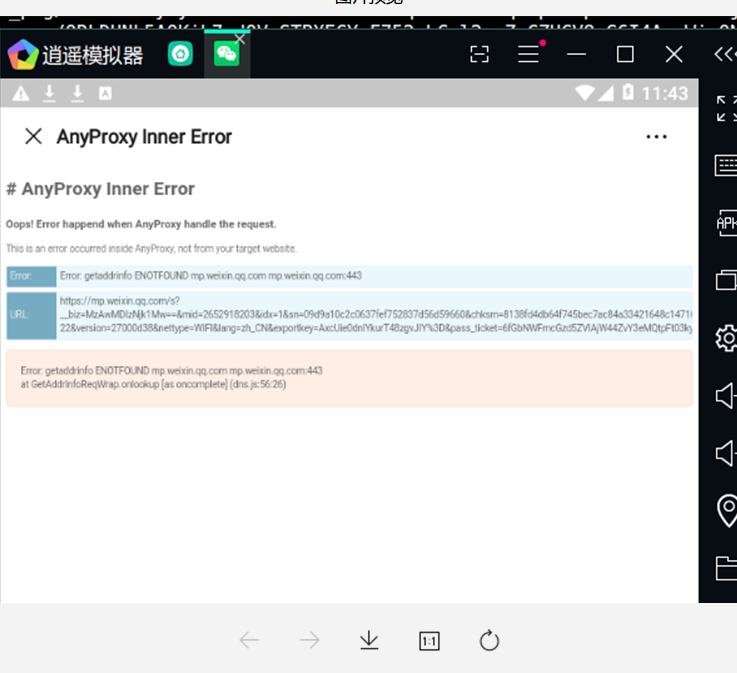 逍遥模拟器
11:43
AnyProxy Inner Error
# AnyProxy Inner Error
Oops! Error happend when AnyProxy handle the request.
This is an error occurred inside AnyProxy, not from your target website.
Error:
Error: getaddrinfo ENOTFOUND mp.weixin.qq.com mp.weixin.qq.com:443
URL:
https://mp.weixin.qq.com/s?
__biz=MzAwMDIzNjk1Mw==&mid=2652918203&idx=1&sn=09d9a10c2c0637fef752837d56d59660&chksm=8138fd4db64f745bec7ac84a33421648c1471
22&version=27000d38&nettype=WIFI&lang=zh_CN&exportkey=AxcUie0dnIYkurT48zgvJIY%3D&pass_ticket=6fGbNWFmcGzd5ZVlAjW44ZvY3eMQtpFt03ky
Error: getaddrinfo ENOTFOUND mp.weixin.qq.com mp.weixin.qq.com:443
at GetAddrInfoReqWrap.onlookup [as oncomplete] (dns.js:56:26)
APK
1:1